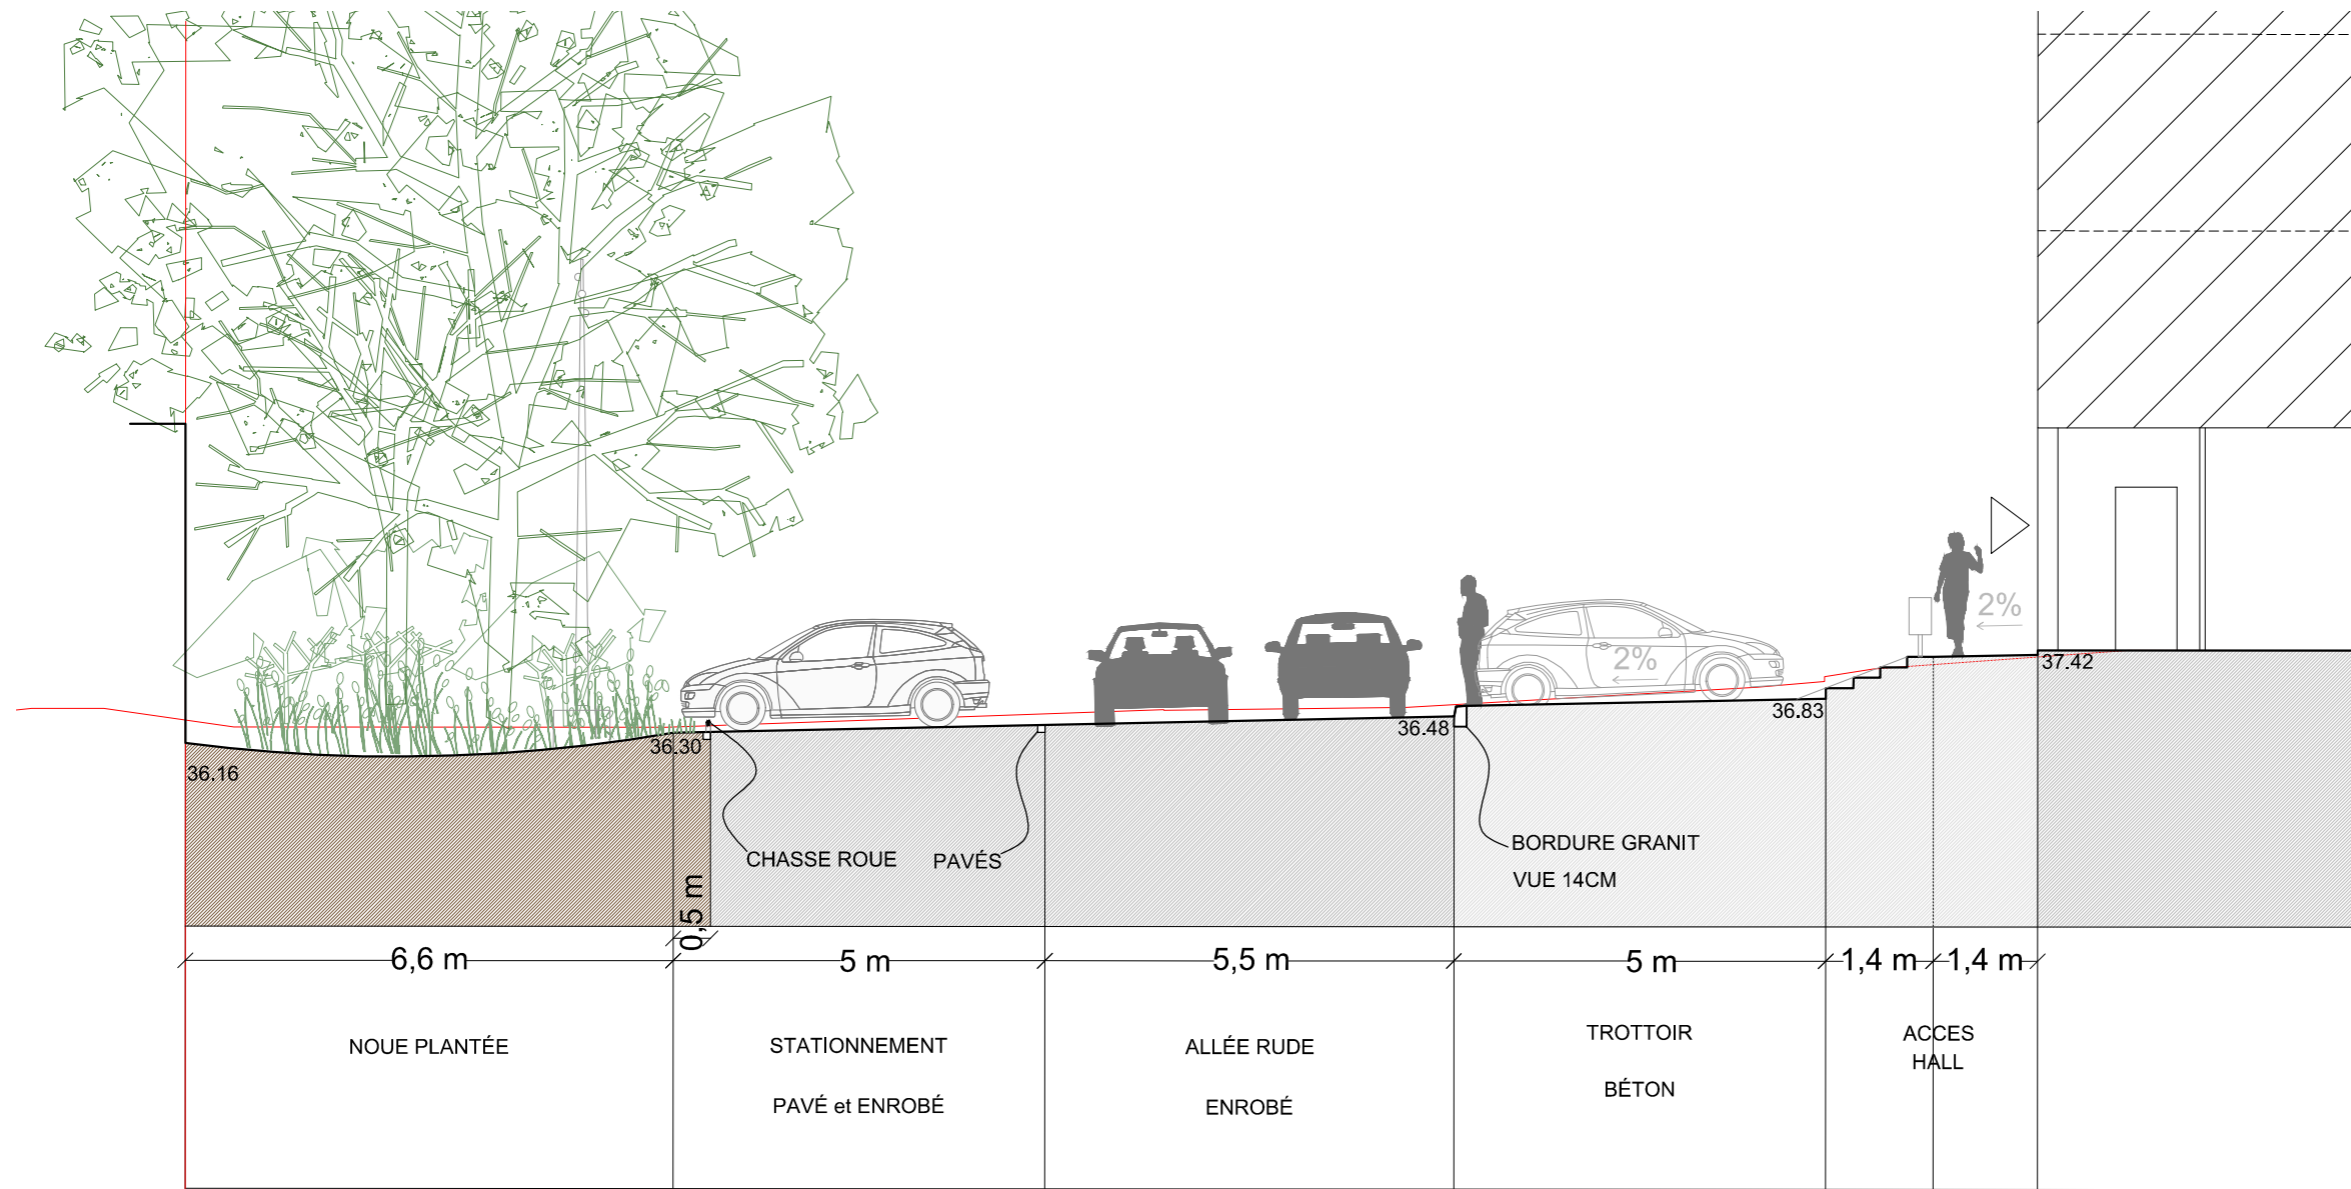 2%
2%
37.42
36.83
36.48
36.30
36.16
BORDURE GRANIT
VUE 14CM
CHASSE ROUE
PAVÉS
0,5 m
6,6 m
5 m
5,5 m
5 m
1,4 m
1,4 m
NOUE PLANTÉE
STATIONNEMENT
PAVÉ et ENROBÉ
ALLÉE RUDE
ENROBÉ
TROTTOIR
BÉTON
ACCES
HALL